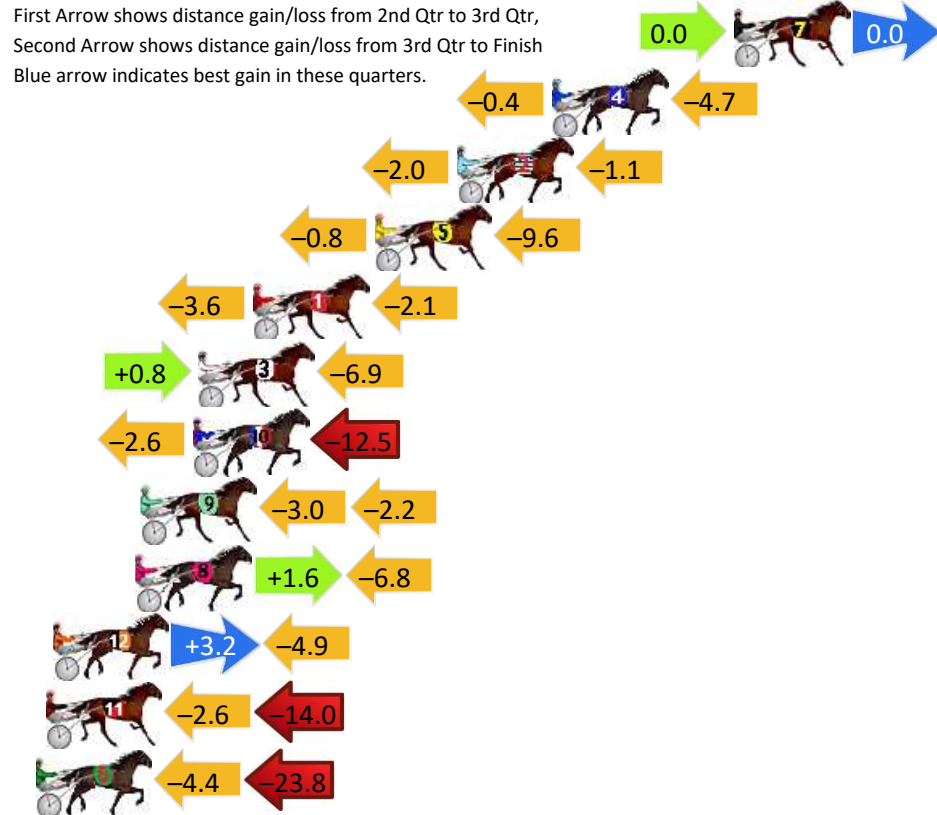 First Arrow shows distance gain/loss from 2nd Qtr to 3rd Qtr,
Second Arrow shows distance gain/loss from 3rd Qtr to Finish
Blue arrow indicates best gain in these quarters.
0.0 7 0.0
–0.4 4 –4.7
–2.0 –1.1
–0.8 5 –9.6
–3.6 1 –2.1
+0.8 3 –6.9
–2.6 10 –12.5
9 –3.0 –2.2
8 +1.6 –6.8
12 +3.2 –4.9
11 –2.6 –14.0
–4.4 –23.8